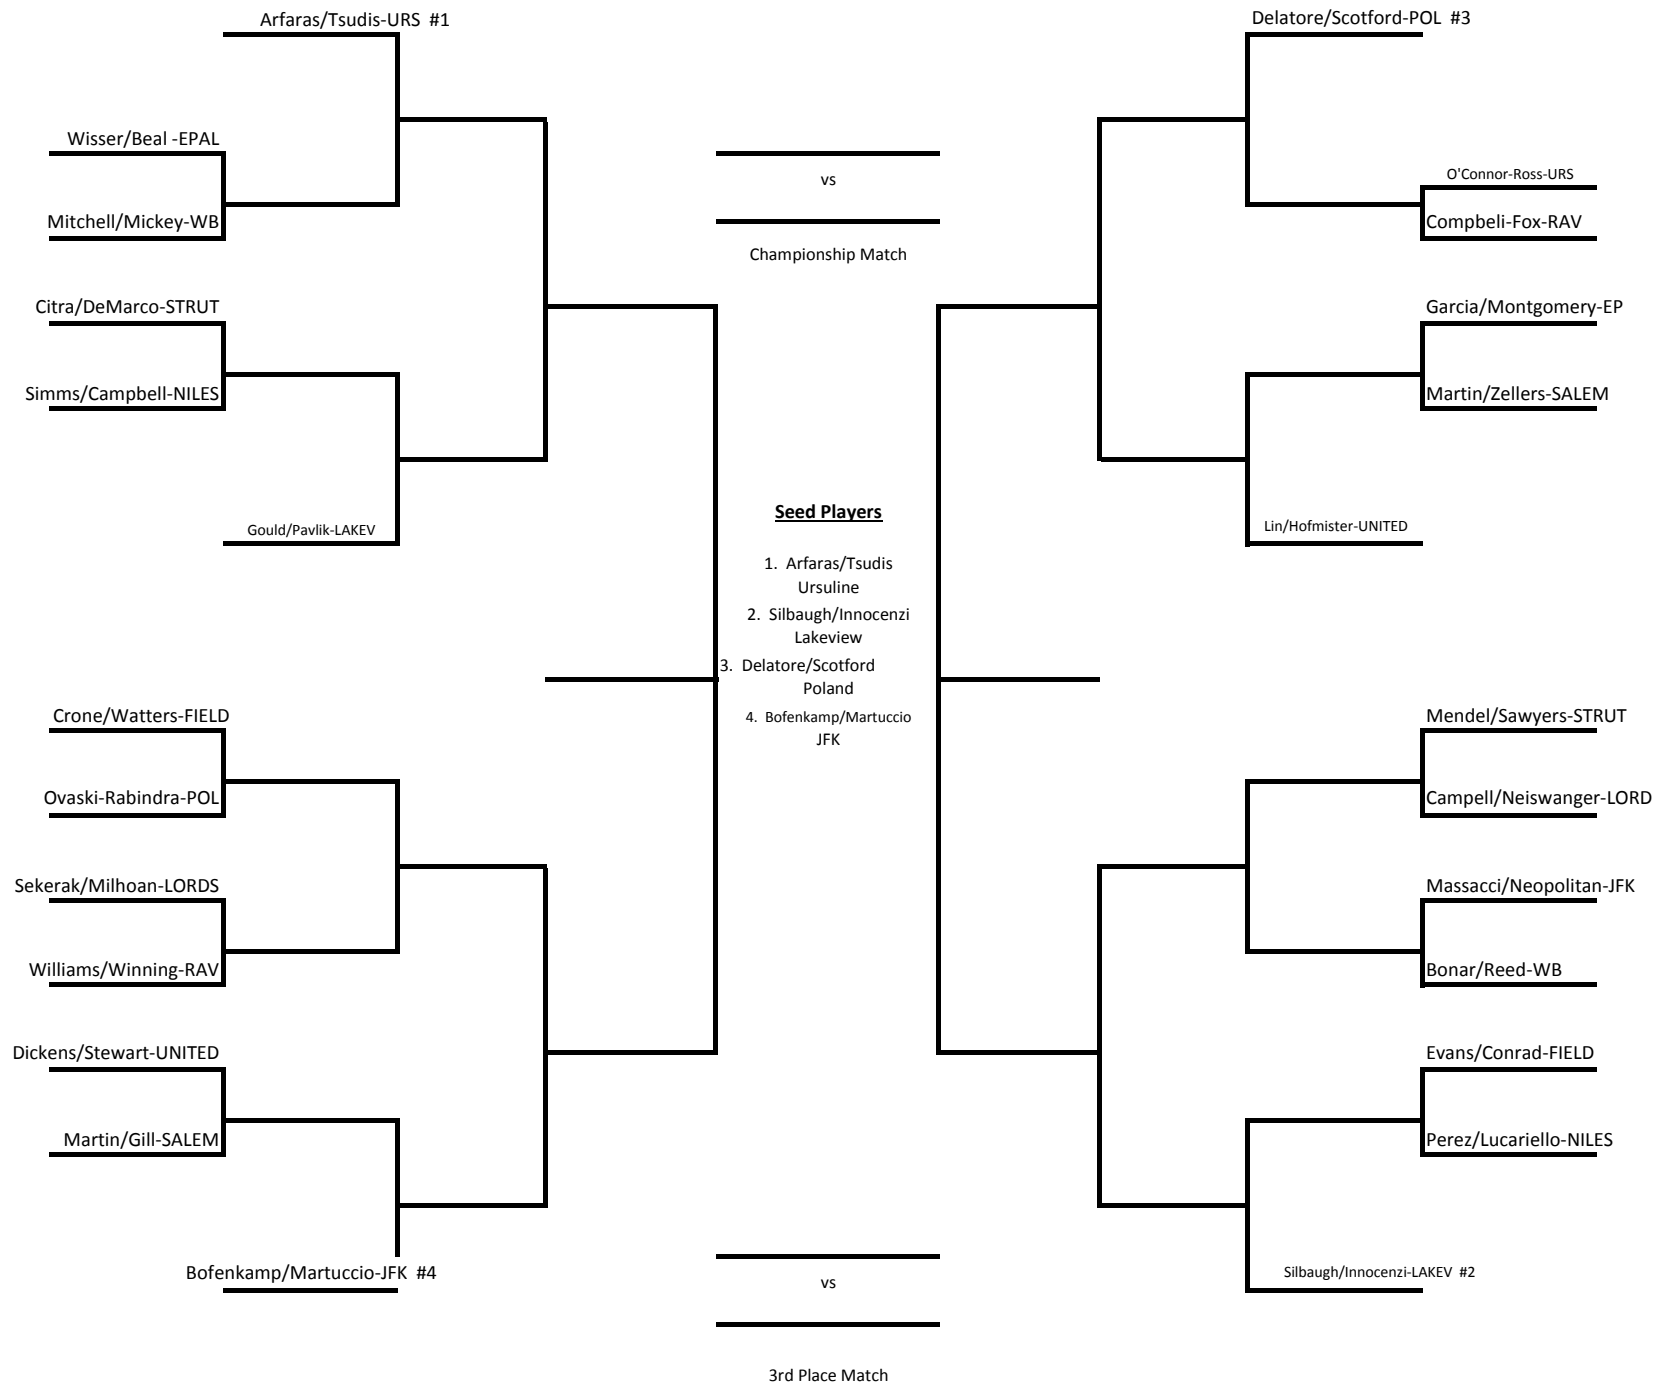 Arfaras/Tsudis-URS #1
Wisser/Beal -EPAL
Mitchell/Mickey-WB
Citra/DeMarco-STRUT
Simms/Campbell-NILES
Gould/Pavlik-LAKEV
Crone/Watters-FIELD
Ovaski-Rabindra-POL
Sekerak/Milhoan-LORDS
Williams/Winning-RAV
Dickens/Stewart-UNITED
Martin/Gill-SALEM
Bofenkamp/Martuccio-JFK #4
vs
Championship Match
Seed Players
1. Arfaras/Tsudis
Ursuline
2. Silbaugh/Innocenzi
Lakeview
3. Delatore/Scotford
Poland
4. Bofenkamp/Martuccio
JFK
vs
3rd Place Match
Delatore/Scotford-POL #3
O'Connor-Ross-URS
Compbeli-Fox-RAV
Garcia/Montgomery-EP
Martin/Zellers-SALEM
Lin/Hofmister-UNITED
Mendel/Sawyers-STRUT
Campell/Neiswanger-LORD
Massacci/Neopolitan-JFK
Bonar/Reed-WB
Evans/Conrad-FIELD
Perez/Lucariello-NILES
Silbaugh/Innocenzi-LAKEV #2